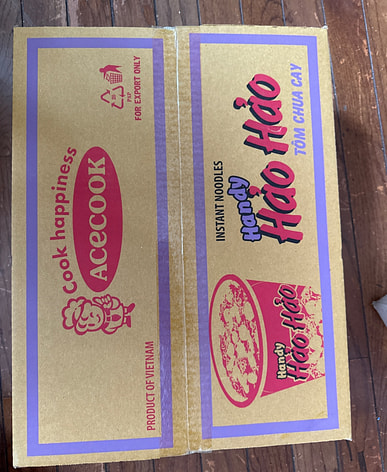 Cook happiness
ACECOOK
PAP
FOR EXPORT ONLY
PRODUCT OF VIETNAM
INSTANT NOODLES
Handy
Hảo Hảo
TÔM CHUA CAY
Handy
Hảo Hảo